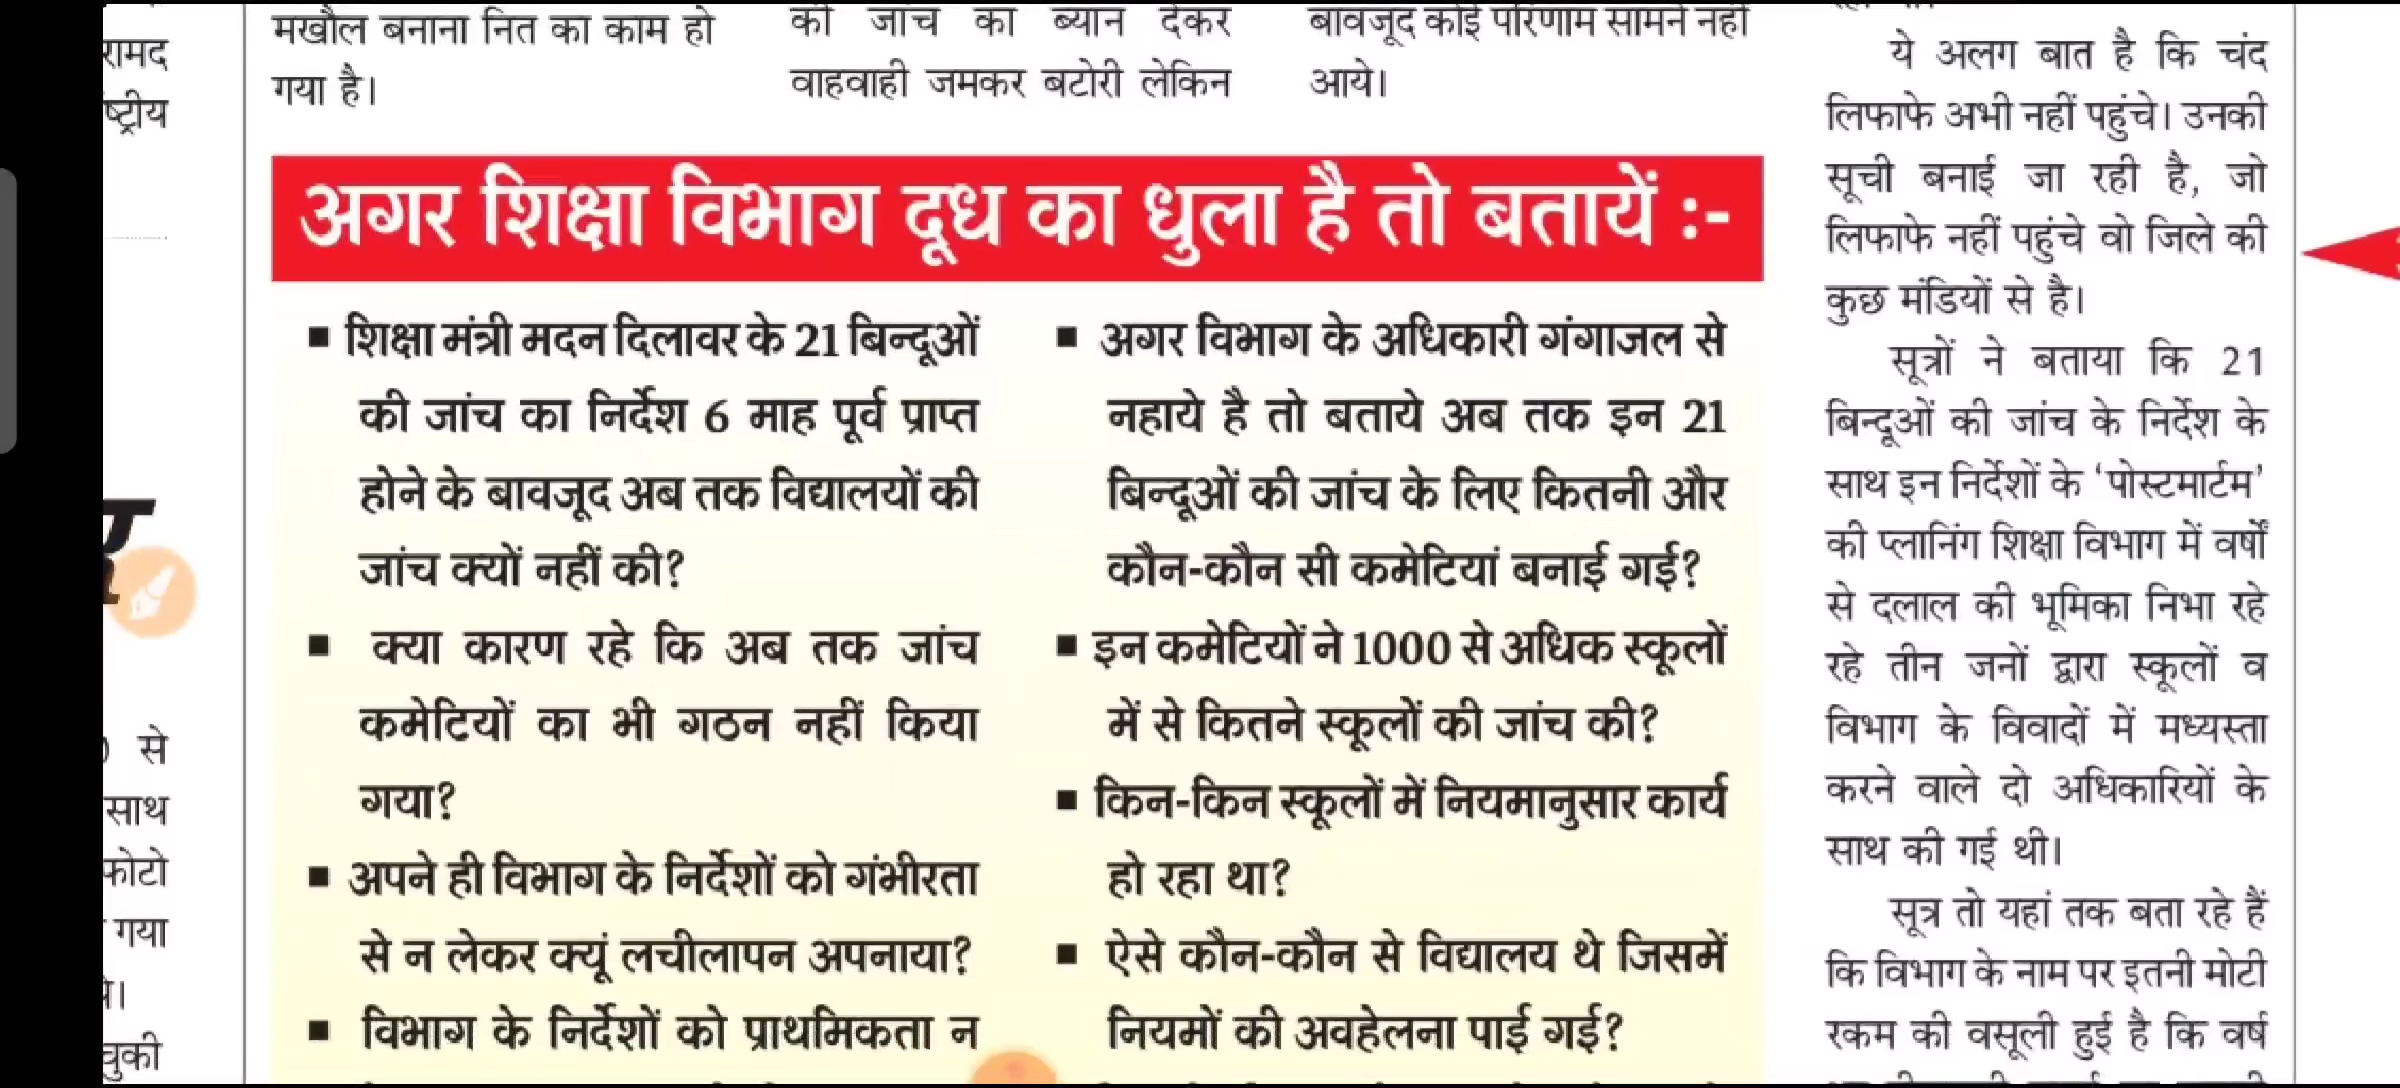 रामद
ष्ट्रीय
से
साथ
फोटो
गया
चुकी
मखौल बनाना नित का काम हो
गया है।
की जांच का ब्यान देकर
वाहवाही जमकर बटोरी लेकिन
बावजूद कोई परिणाम सामने नहीं
आये।
अगर शिक्षा विभाग दूध का धुला है तो बतायें :-
■ शिक्षा मंत्री मदन दिलावर के 21 बिन्दूओं
की जांच का निर्देश 6 माह पूर्व प्राप्त
होने के बावजूद अब तक विद्यालयों की
जांच क्यों नहीं की?
■ क्या कारण रहे कि अब तक जांच
कमेटियों का भी गठन नहीं किया
गया?
■ अपने ही विभाग के निर्देशों को गंभीरता
से न लेकर क्यूं लचीलापन अपनाया?
■ विभाग के निर्देशों को प्राथमिकता न
■ अगर विभाग के अधिकारी गंगाजल से
नहाये है तो बताये अब तक इन 21
बिन्दूओं की जांच के लिए कितनी और
कौन-कौन सी कमेटियां बनाई गई?
■ इन कमेटियों ने 1000 से अधिक स्कूलों
में से कितने स्कूलों की जांच की?
■ किन-किन स्कूलों में नियमानुसार कार्य
हो रहा था?
■ ऐसे कौन-कौन से विद्यालय थे जिसमें
नियमों की अवहेलना पाई गई?
ये अलग बात है कि चंद
लिफाफे अभी नहीं पहुंचे। उनकी
सूची बनाई जा रही है, जो
लिफाफे नहीं पहुंचे वो जिले की
कुछ मंडियों से है।
सूत्रों ने बताया कि 21
बिन्दूओं की जांच के निर्देश के
साथ इन निर्देशों के ‘पोस्टमार्टम’
की प्लानिंग शिक्षा विभाग में वर्षों
से दलाल की भूमिका निभा रहे
रहे तीन जनों द्वारा स्कूलों व
विभाग के विवादों में मध्यस्ता
करने वाले दो अधिकारियों के
साथ की गई थी।
सूत्र तो यहां तक बता रहे हैं
कि विभाग के नाम पर इतनी मोटी
रकम की वसूली हुई है कि वर्ष